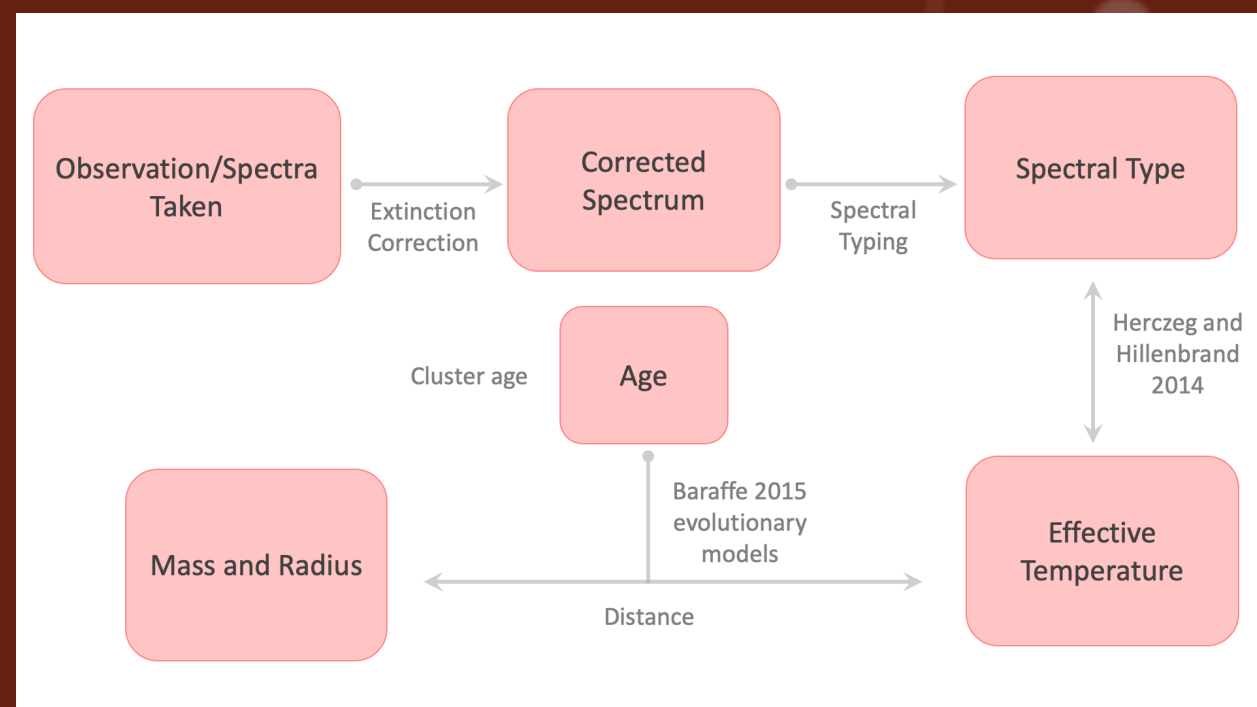 Observation/Spectra
Taken
Extinction
Correction
Corrected
Spectrum
Spectral
Typing
Spectral Type
Herczeg and
Hillenbrand
2014
Cluster age
Age
Baraffe 2015
evolutionary
models
Mass and Radius
Distance
Effective
Temperature